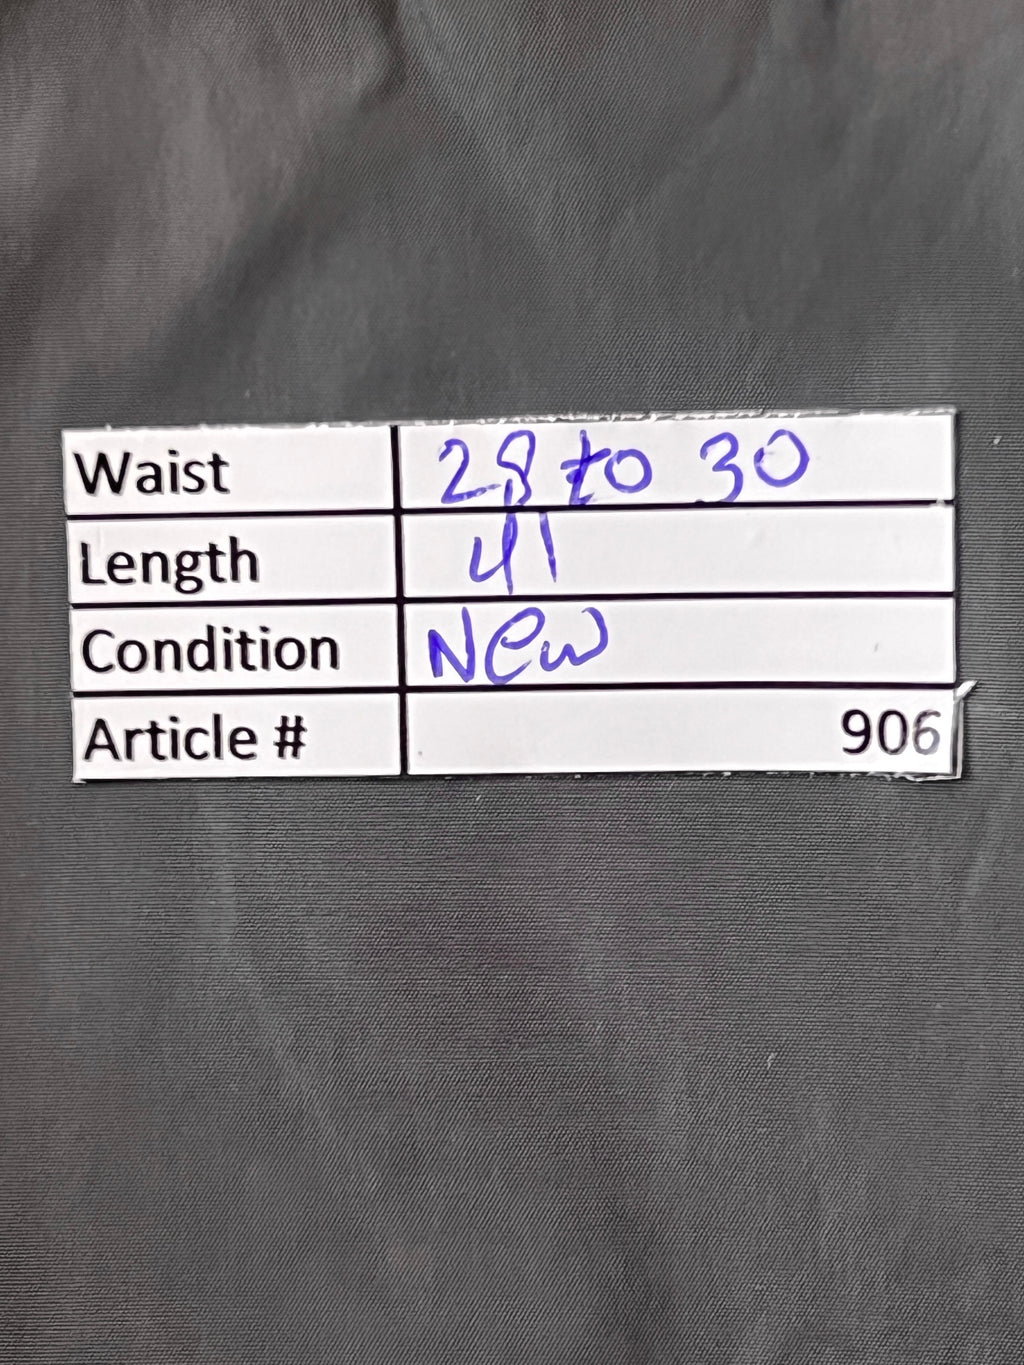 Waist 28 to 30
Length 41
Condition New
Article # 906